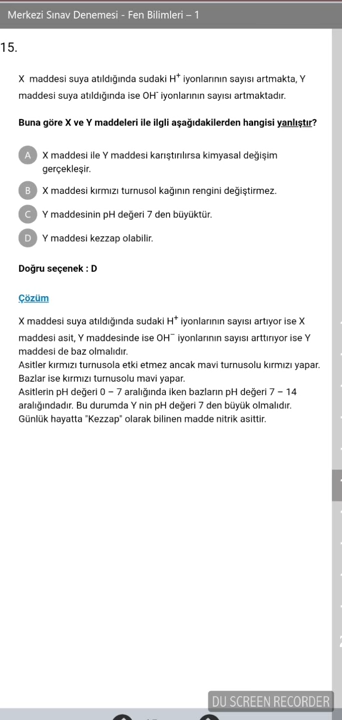 Merkezi Sınav Denemesi - Fen Bilimleri – 1
15.
X maddesi suya atıldığında sudaki H⁺ iyonlarının sayısı artmakta, Y
maddesi suya atıldığında ise OH⁻ iyonlarının sayısı artmaktadır.
Buna göre X ve Y maddeleri ile ilgli aşağıdakilerden hangisi yanlıştır?
A X maddesi ile Y maddesi karıştırılırsa kimyasal değişim
gerçekleşir.
B X maddesi kırmızı turnusol kağının rengini değiştirmez.
C Y maddesinin pH değeri 7 den büyüktür.
D Y maddesi kezzap olabilir.
Doğru seçenek : D
Çözüm
X maddesi suya atıldığında sudaki H⁺ iyonlarının sayısı artıyor ise X
maddesi asit, Y maddesinde ise OH⁻ iyonlarının sayısı arttırıyor ise Y
maddesi de baz olmalıdır.
Asitler kırmızı turnusola etki etmez ancak mavi turnusolu kırmızı yapar.
Bazlar ise kırmızı turnusolu mavi yapar.
Asitlerin pH değeri 0 – 7 aralığında iken bazların pH değeri 7 – 14
aralığındadır. Bu durumda Y nin pH değeri 7 den büyük olmalıdır.
Günlük hayatta "Kezzap" olarak bilinen madde nitrik asittir.
DU SCREEN RECORDER